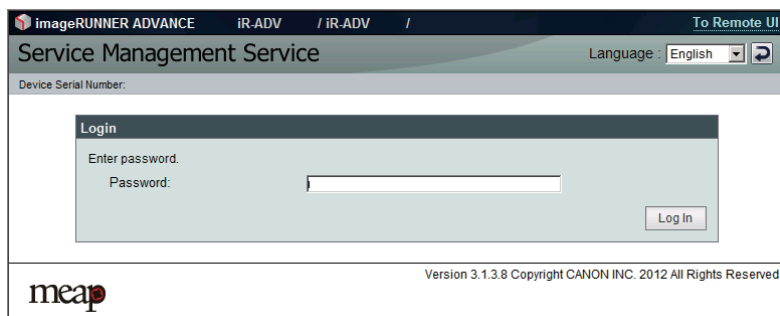 imageRUNNER ADVANCE iR-ADV / iR-ADV / To Remote UI
Service Management Service Language : English
Device Serial Number:
Login
Enter password.
Password:
Log In
Version 3.1.3.8 Copyright CANON INC. 2012 All Rights Reserved
meap